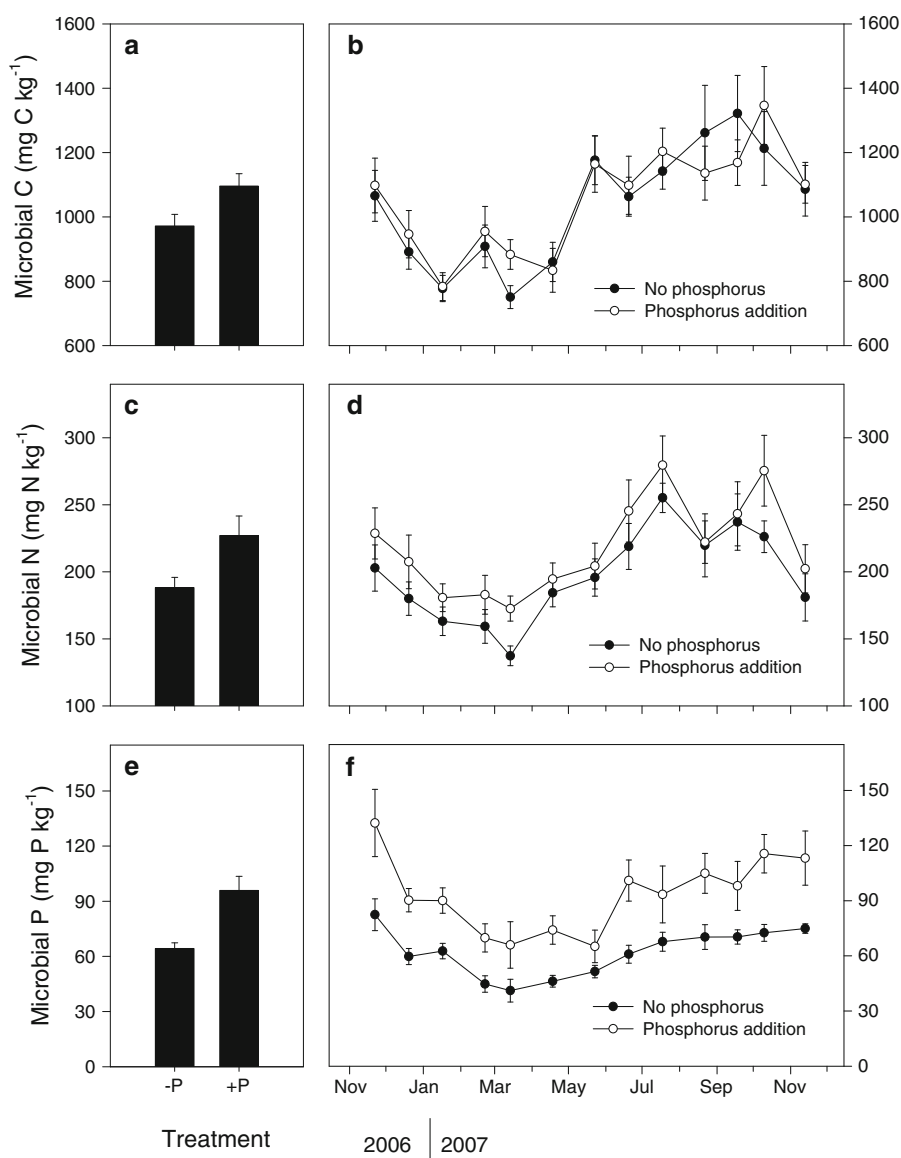 a
b
Microbial C (mg C kg-1)
1600
1400
1200
1000
800
600
1600
1400
1200
1000
800
600
No phosphorus
Phosphorus addition
c
d
Microbial N (mg N kg-1)
300
250
200
150
100
300
250
200
150
100
No phosphorus
Phosphorus addition
e
f
Microbial P (mg P kg-1)
150
120
90
60
30
0
150
120
90
60
30
0
No phosphorus
Phosphorus addition
-P +P
Nov Jan Mar May Jul Sep Nov
Treatment
2006 2007